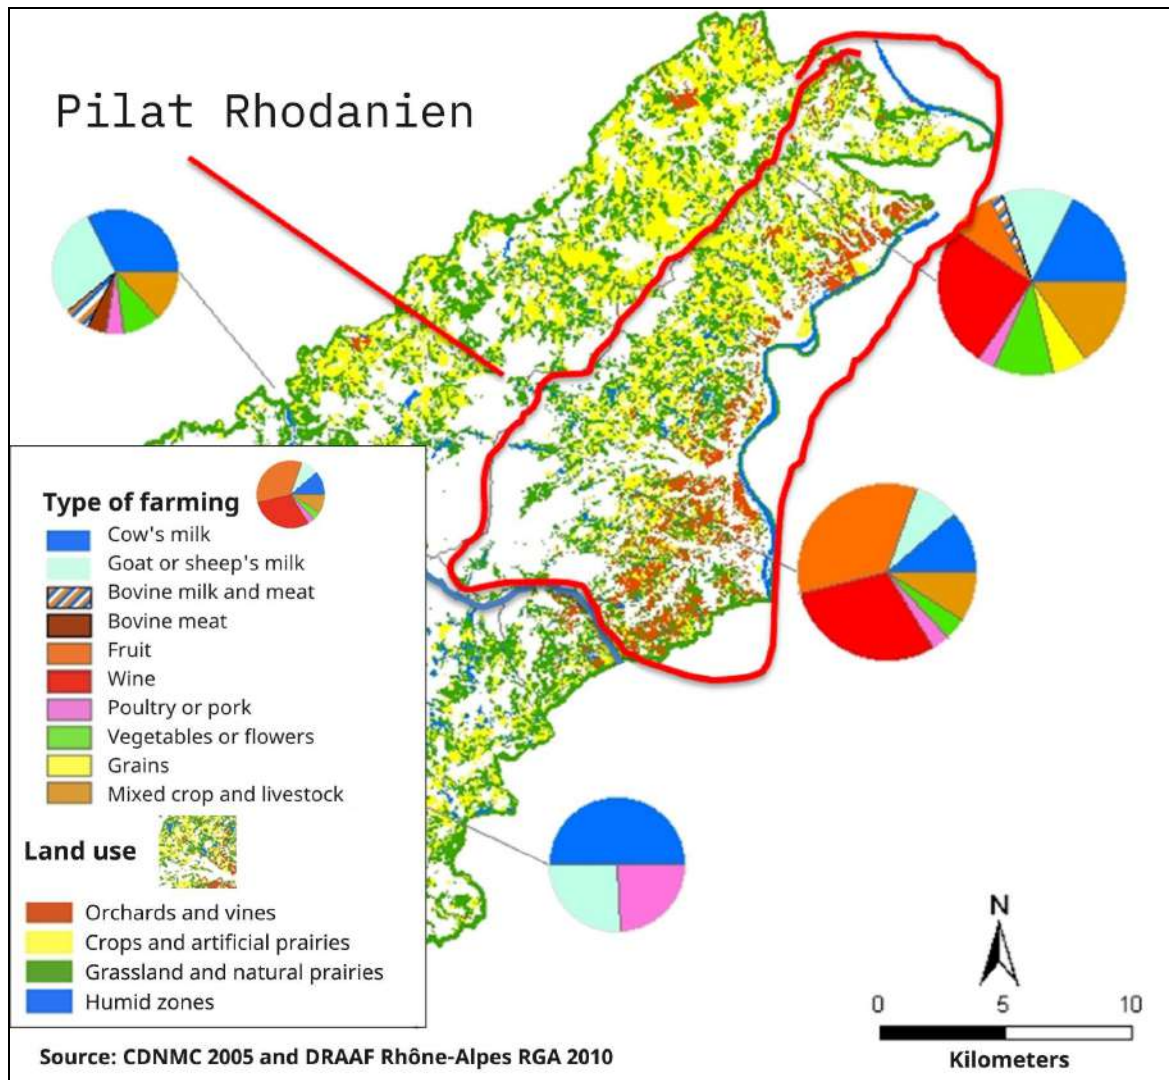 Pilat Rhodanien
Type of farming
Cow's milk
Goat or sheep's milk
Bovine milk and meat
Bovine meat
Fruit
Wine
Poultry or pork
Vegetables or flowers
Grains
Mixed crop and livestock
Land use
Orchards and vines
Crops and artificial prairies
Grassland and natural prairies
Humid zones
N
0 5 10
Kilometers
Source: CDNMC 2005 and DRAAF Rhône-Alpes RGA 2010